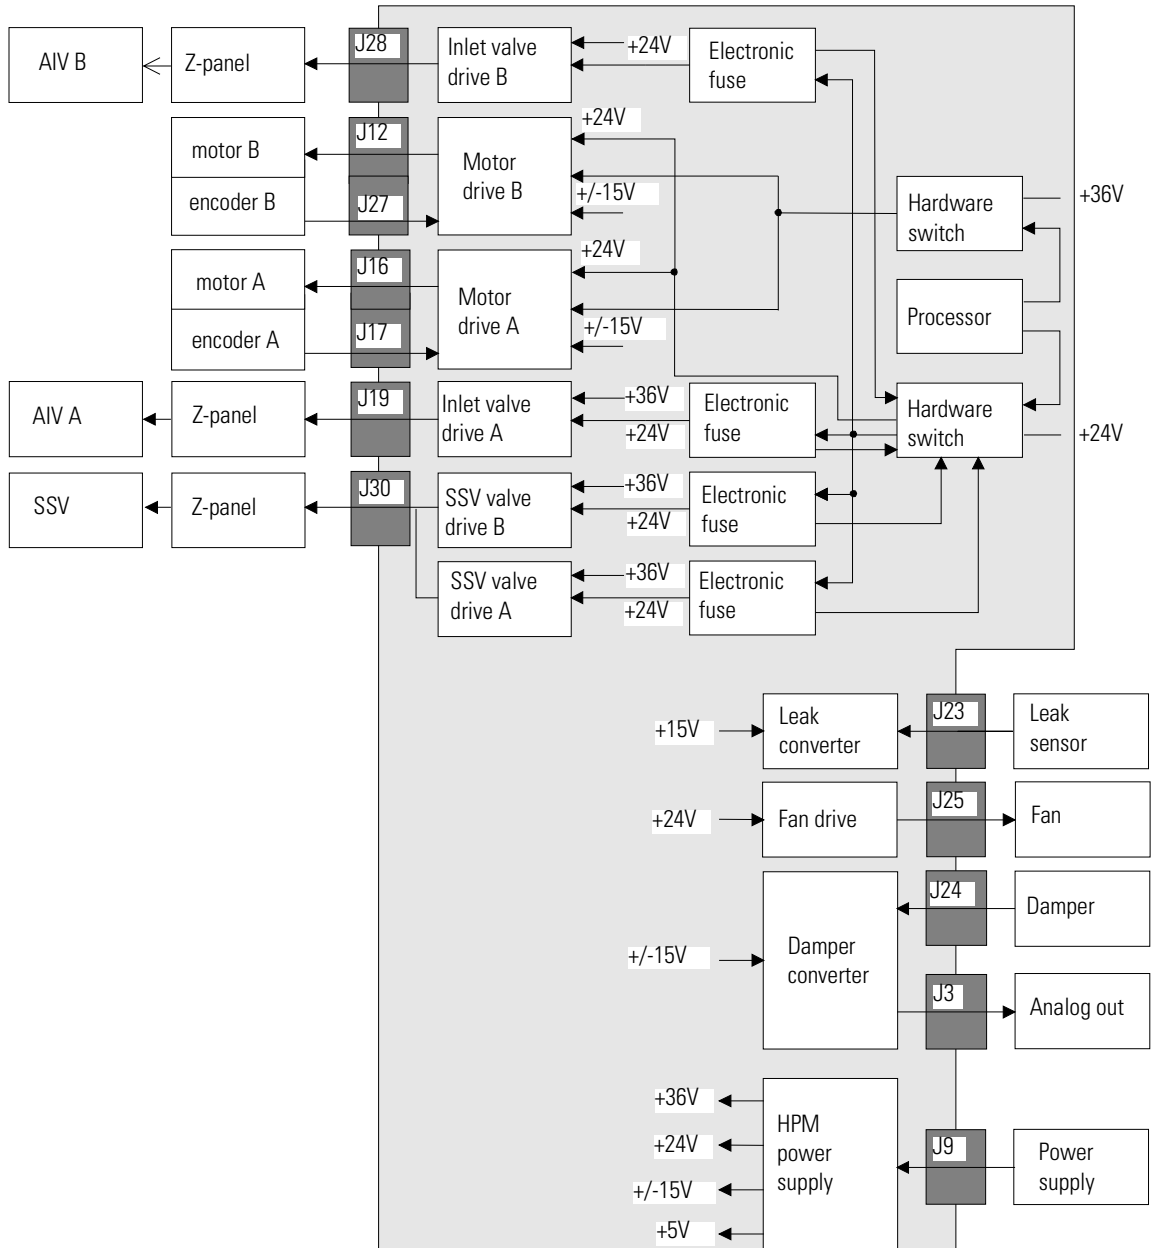 AIV B
Z-panel
J28
Inlet valve
drive B
+24V
Electronic
fuse
motor B
encoder B
J12
J27
Motor
drive B
+24V
+/-15V
Hardware
switch
+36V
motor A
encoder A
J16
J17
Motor
drive A
+24V
+/-15V
Processor
AIV A
Z-panel
J19
Inlet valve
drive A
+36V
+24V
Electronic
fuse
Hardware
switch
+24V
SSV
Z-panel
J30
SSV valve
drive B
+36V
+24V
Electronic
fuse
SSV valve
drive A
+36V
+24V
Electronic
fuse
+15V
Leak
converter
J23
Leak
sensor
+24V
Fan drive
J25
Fan
+/-15V
Damper
converter
J24
Damper
J3
Analog out
+36V
+24V
+/-15V
+5V
HPM
power
supply
J9
Power
supply